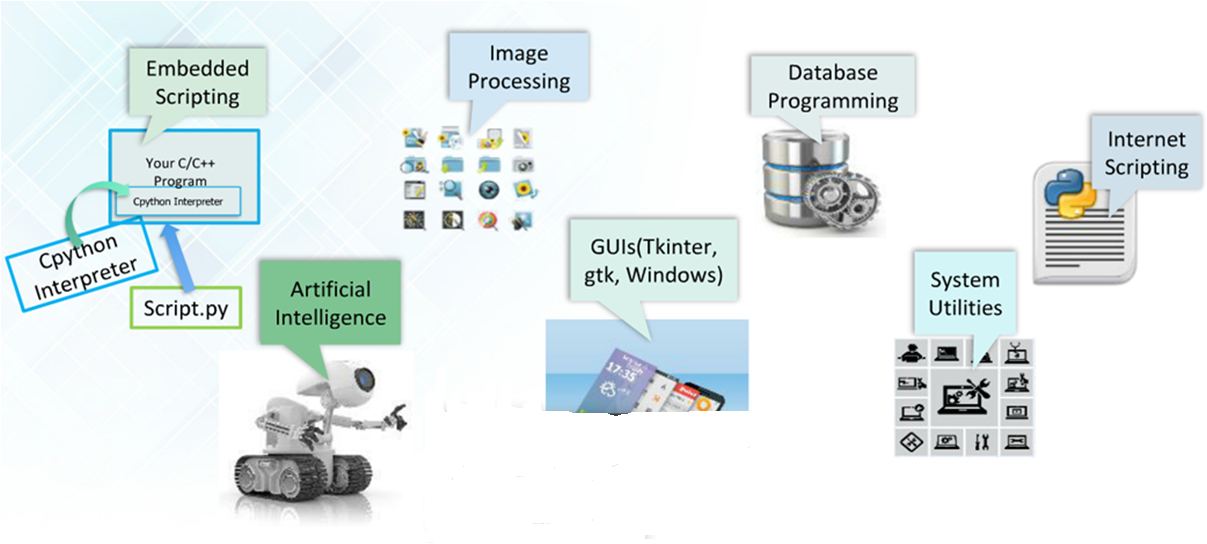 Embedded
Scripting
Your C/C++
Program
Cpython Interpreter
Cpython
Interpreter
Script.py
Image
Processing
Artificial
Intelligence
GUIs(Tkinter,
gtk, Windows)
17:35
Database
Programming
System
Utilities
Internet
Scripting